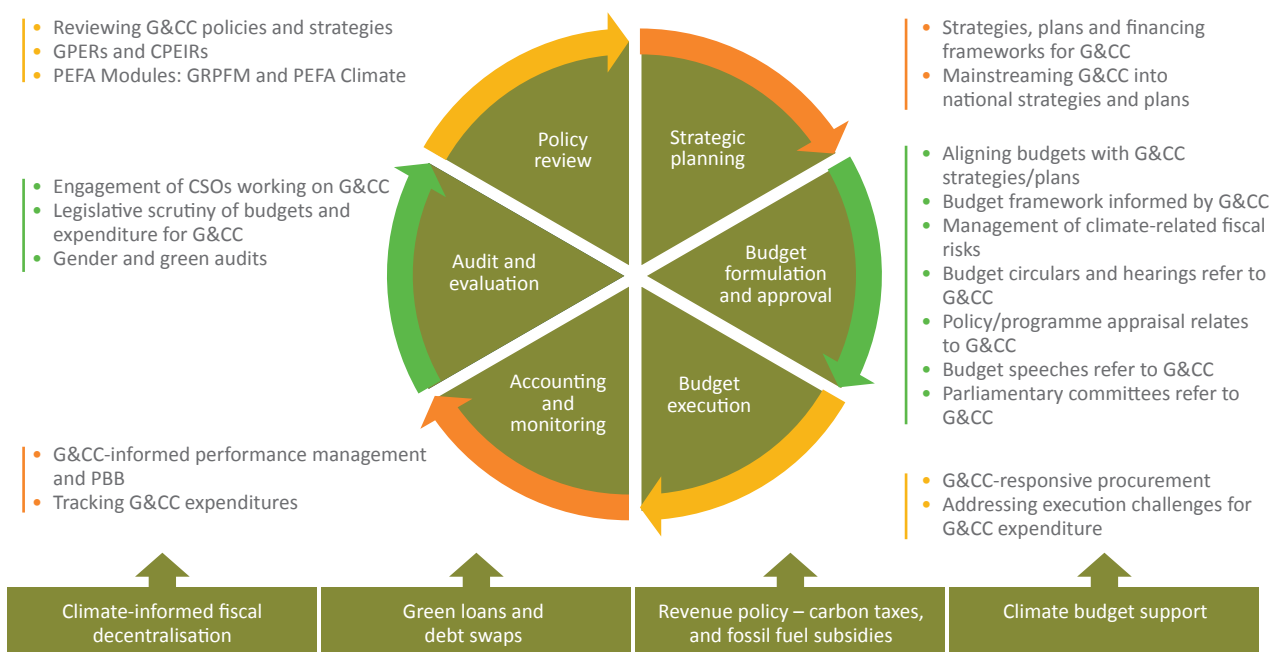 • Reviewing G&CC policies and strategies
• GPERs and CPEIRs
• PEFA Modules: GRPFM and PEFA Climate
• Engagement of CSOs working on G&CC
• Legislative scrutiny of budgets and
expenditure for G&CC
• Gender and green audits
• G&CC-informed performance management
and PBB
• Tracking G&CC expenditures
Policy
review
Strategic
planning
Audit and
evaluation
Budget
formulation
and approval
Accounting
and
monitoring
Budget
execution
• Strategies, plans and financing
frameworks for G&CC
• Mainstreaming G&CC into
national strategies and plans
• Aligning budgets with G&CC
strategies/plans
• Budget framework informed by G&CC
• Management of climate-related fiscal
risks
• Budget circulars and hearings refer to
G&CC
• Policy/programme appraisal relates
to G&CC
• Budget speeches refer to G&CC
• Parliamentary committees refer to
G&CC
• G&CC-responsive procurement
• Addressing execution challenges for
G&CC expenditure
Climate-informed fiscal
decentralisation
Green loans and
debt swaps
Revenue policy – carbon taxes,
and fossil fuel subsidies
Climate budget support